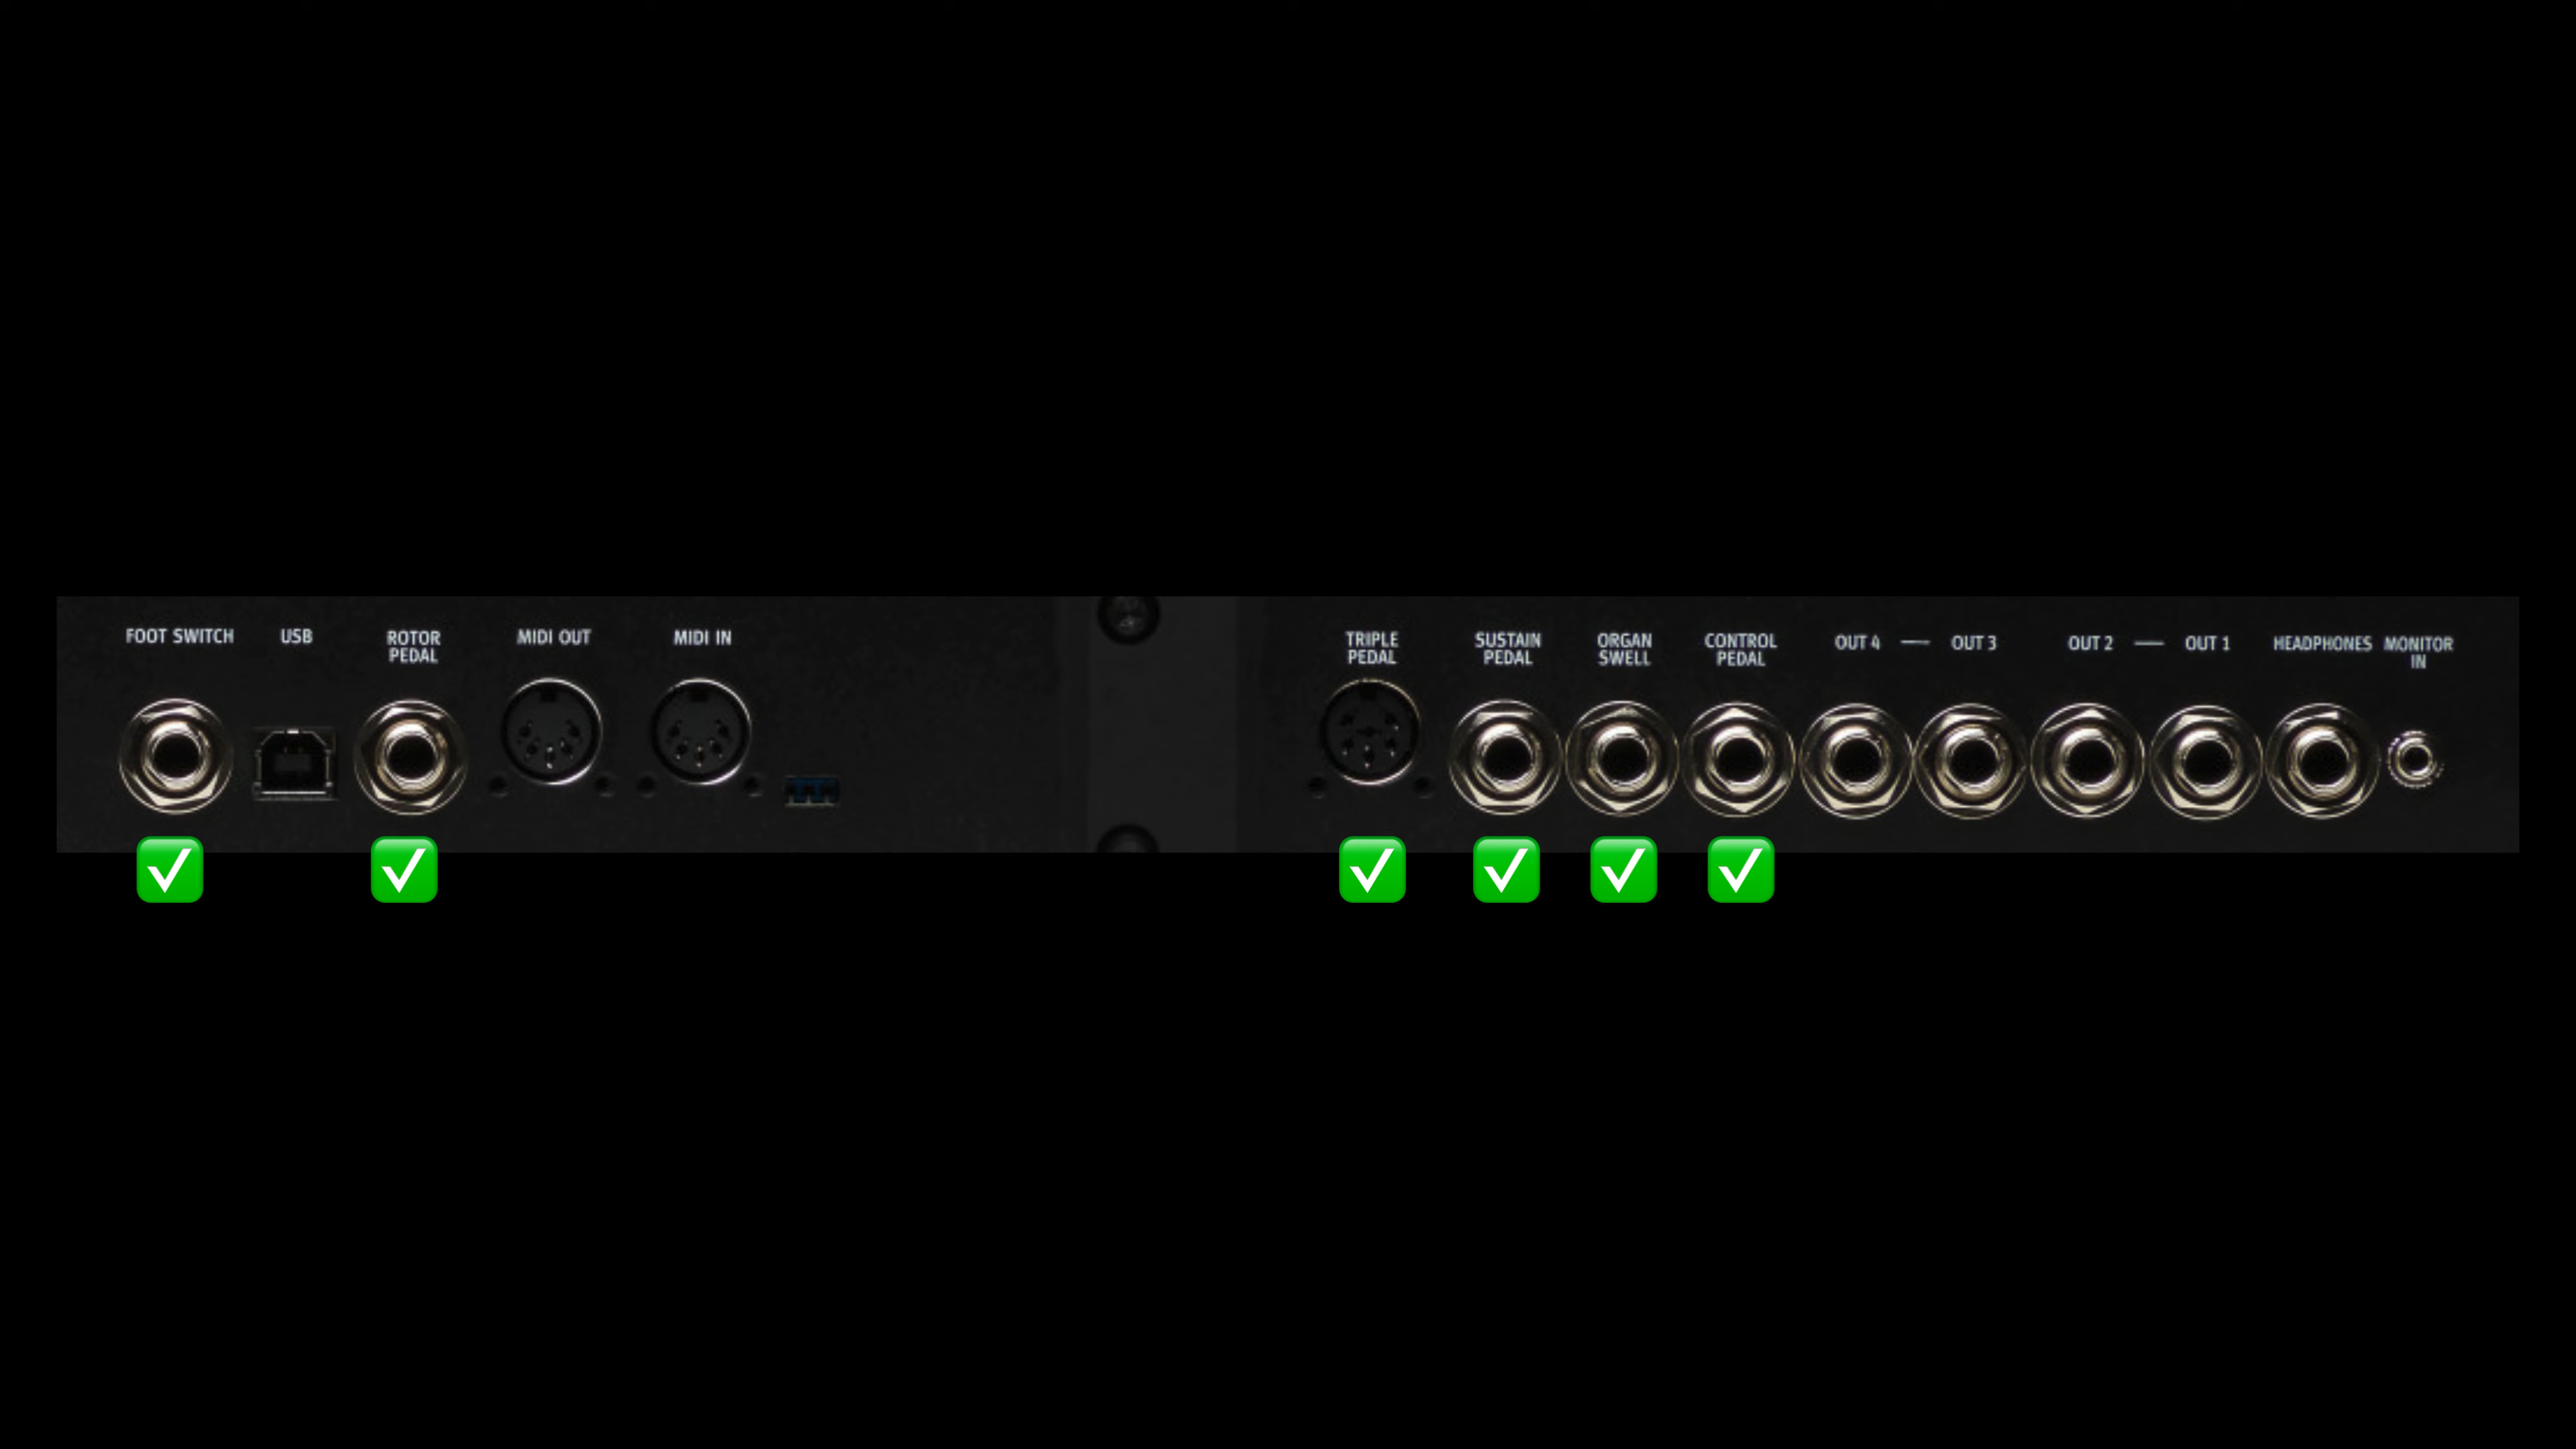 FOOT SWITCH
USB
ROTOR
PEDAL
MIDI OUT
MIDI IN
TRIPLE
PEDAL
SUSTAIN
PEDAL
ORGAN
SWELL
CONTROL
PEDAL
OUT 4 — OUT 3
OUT 2 — OUT 1
HEADPHONES
MONITOR
IN